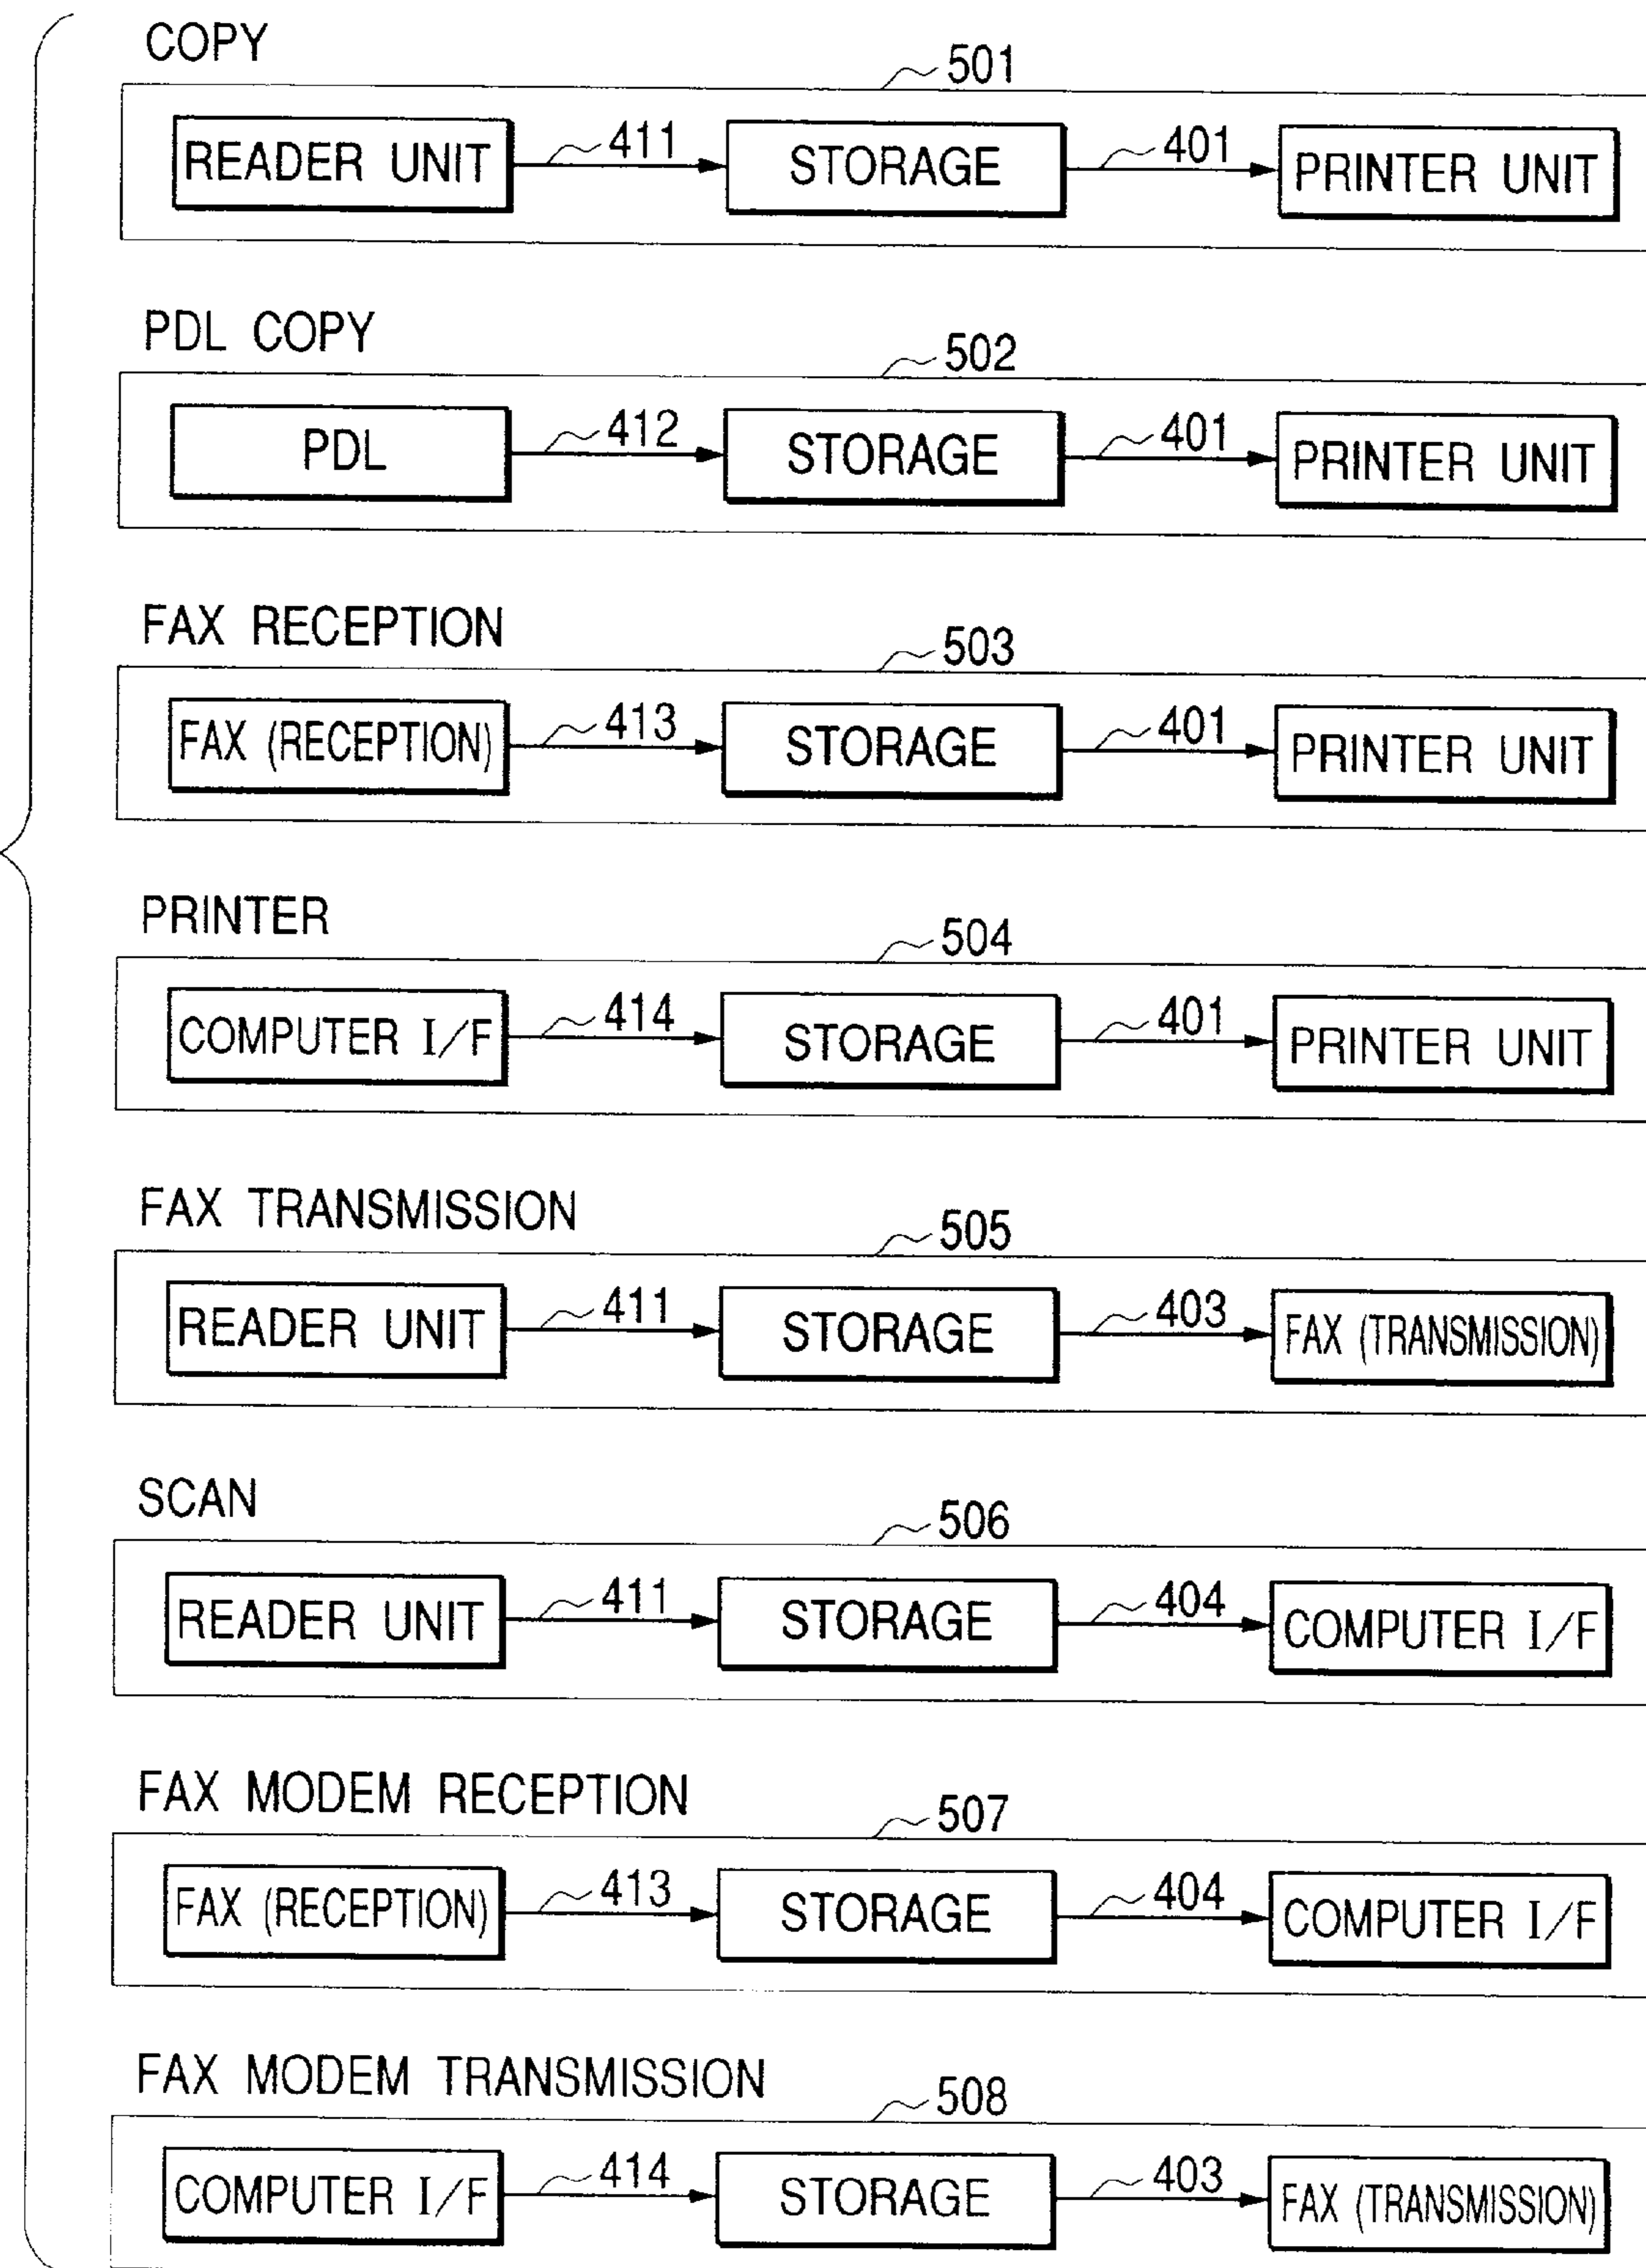 COPY
501
READER UNIT 411 STORAGE 401 PRINTER UNIT
PDL COPY
502
PDL 412 STORAGE 401 PRINTER UNIT
FAX RECEPTION
503
FAX (RECEPTION) 413 STORAGE 401 PRINTER UNIT
PRINTER
504
COMPUTER I/F 414 STORAGE 401 PRINTER UNIT
FAX TRANSMISSION
505
READER UNIT 411 STORAGE 403 FAX (TRANSMISSION)
SCAN
506
READER UNIT 411 STORAGE 404 COMPUTER I/F
FAX MODEM RECEPTION
507
FAX (RECEPTION) 413 STORAGE 404 COMPUTER I/F
FAX MODEM TRANSMISSION
508
COMPUTER I/F 414 STORAGE 403 FAX (TRANSMISSION)